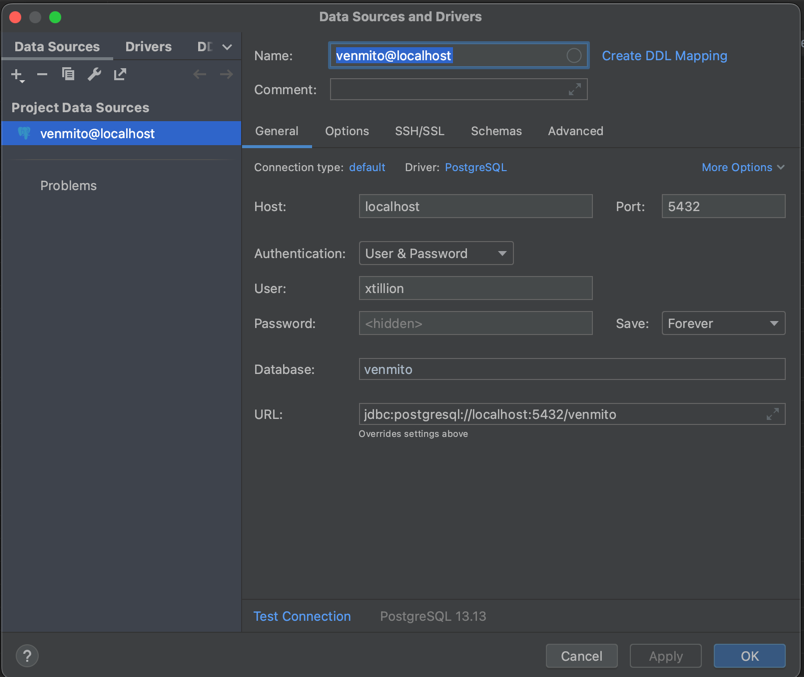 Data Sources and Drivers
Data Sources Drivers DD
Name: venmito@localhost Create DDL Mapping
Comment:
Project Data Sources
venmito@localhost
Problems
General Options SSH/SSL Schemas Advanced
Connection type: default Driver: PostgreSQL More Options
Host: localhost Port: 5432
Authentication: User & Password
User: xtillion
Password: <hidden> Save: Forever
Database: venmito
URL: jdbc:postgresql://localhost:5432/venmito
Overrides settings above
Test Connection PostgreSQL 13.13
? Cancel Apply OK